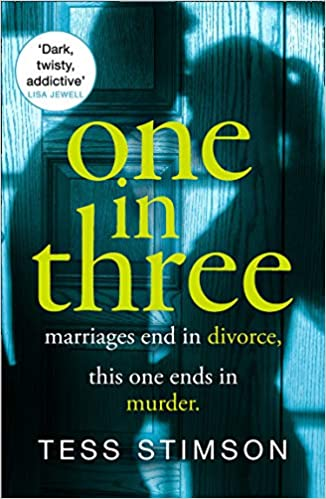 ‘Dark,
twisty,
addictive’
LISA JEWELL
one
in
three
marriages end in divorce,
this one ends in
murder.
TESS STIMSON